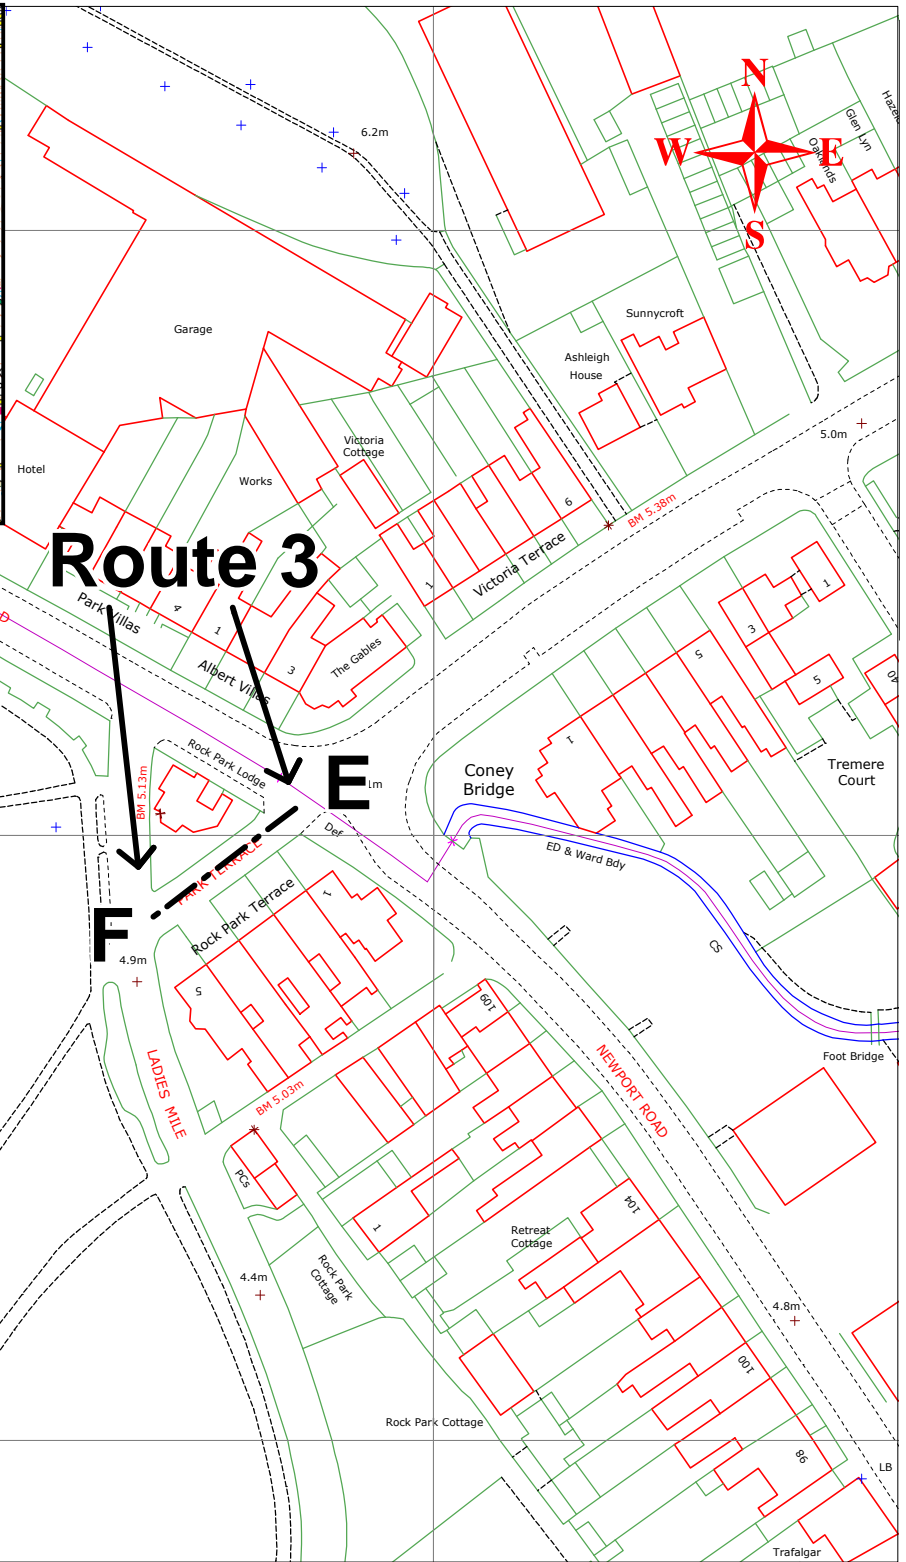 N
W
E
S
6.2m
Glen Lyn
Oaklands
Garage
Sunnycroft
Ashleigh
House
Hotel
Works
Victoria
Cottage
5.0m
6
BM 5.38m
Victoria Terrace
1
Route 3
Park Villas
4
1
3
Albert Villas
The Gables
1
3
5
5
40
1
Tremere
Court
D
Rock Park Lodge
BM 5.13m
E
Def
Coney
Bridge
ED & Ward Bdy
CS
PARK TERRACE
F
4.9m
Rock Park Terrace
1
5
109
Foot Bridge
LADIES MILE
BM 5.03m
NEWPORT ROAD
PCs
1
104
Retreat
Cottage
Rock Park
Cottage
4.4m
4.8m
100
Rock Park Cottage
98
LB
Trafalgar